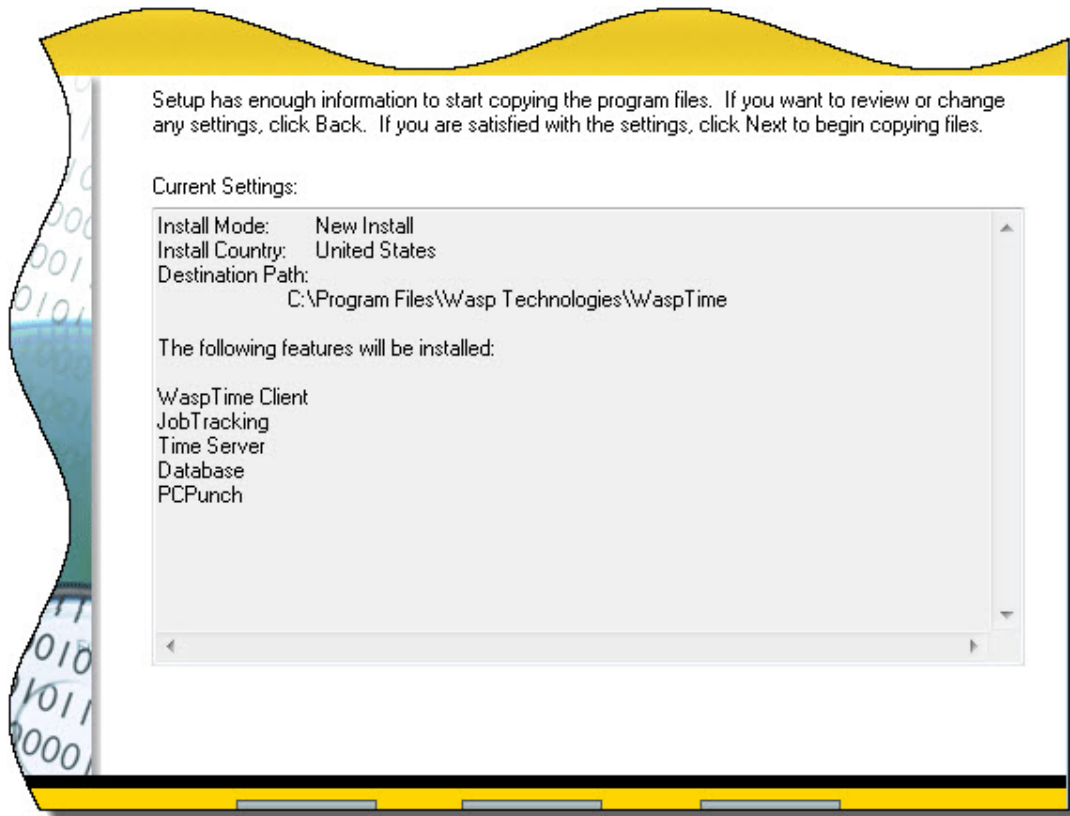 Setup has enough information to start copying the program files.  If you want to review or change
any settings, click Back.  If you are satisfied with the settings, click Next to begin copying files.
Current Settings:
Install Mode:       New Install
Install Country:    United States
Destination Path:
C:\Program Files\Wasp Technologies\WaspTime
The following features will be installed:
WaspTime Client
JobTracking
Time Server
Database
PCPunch